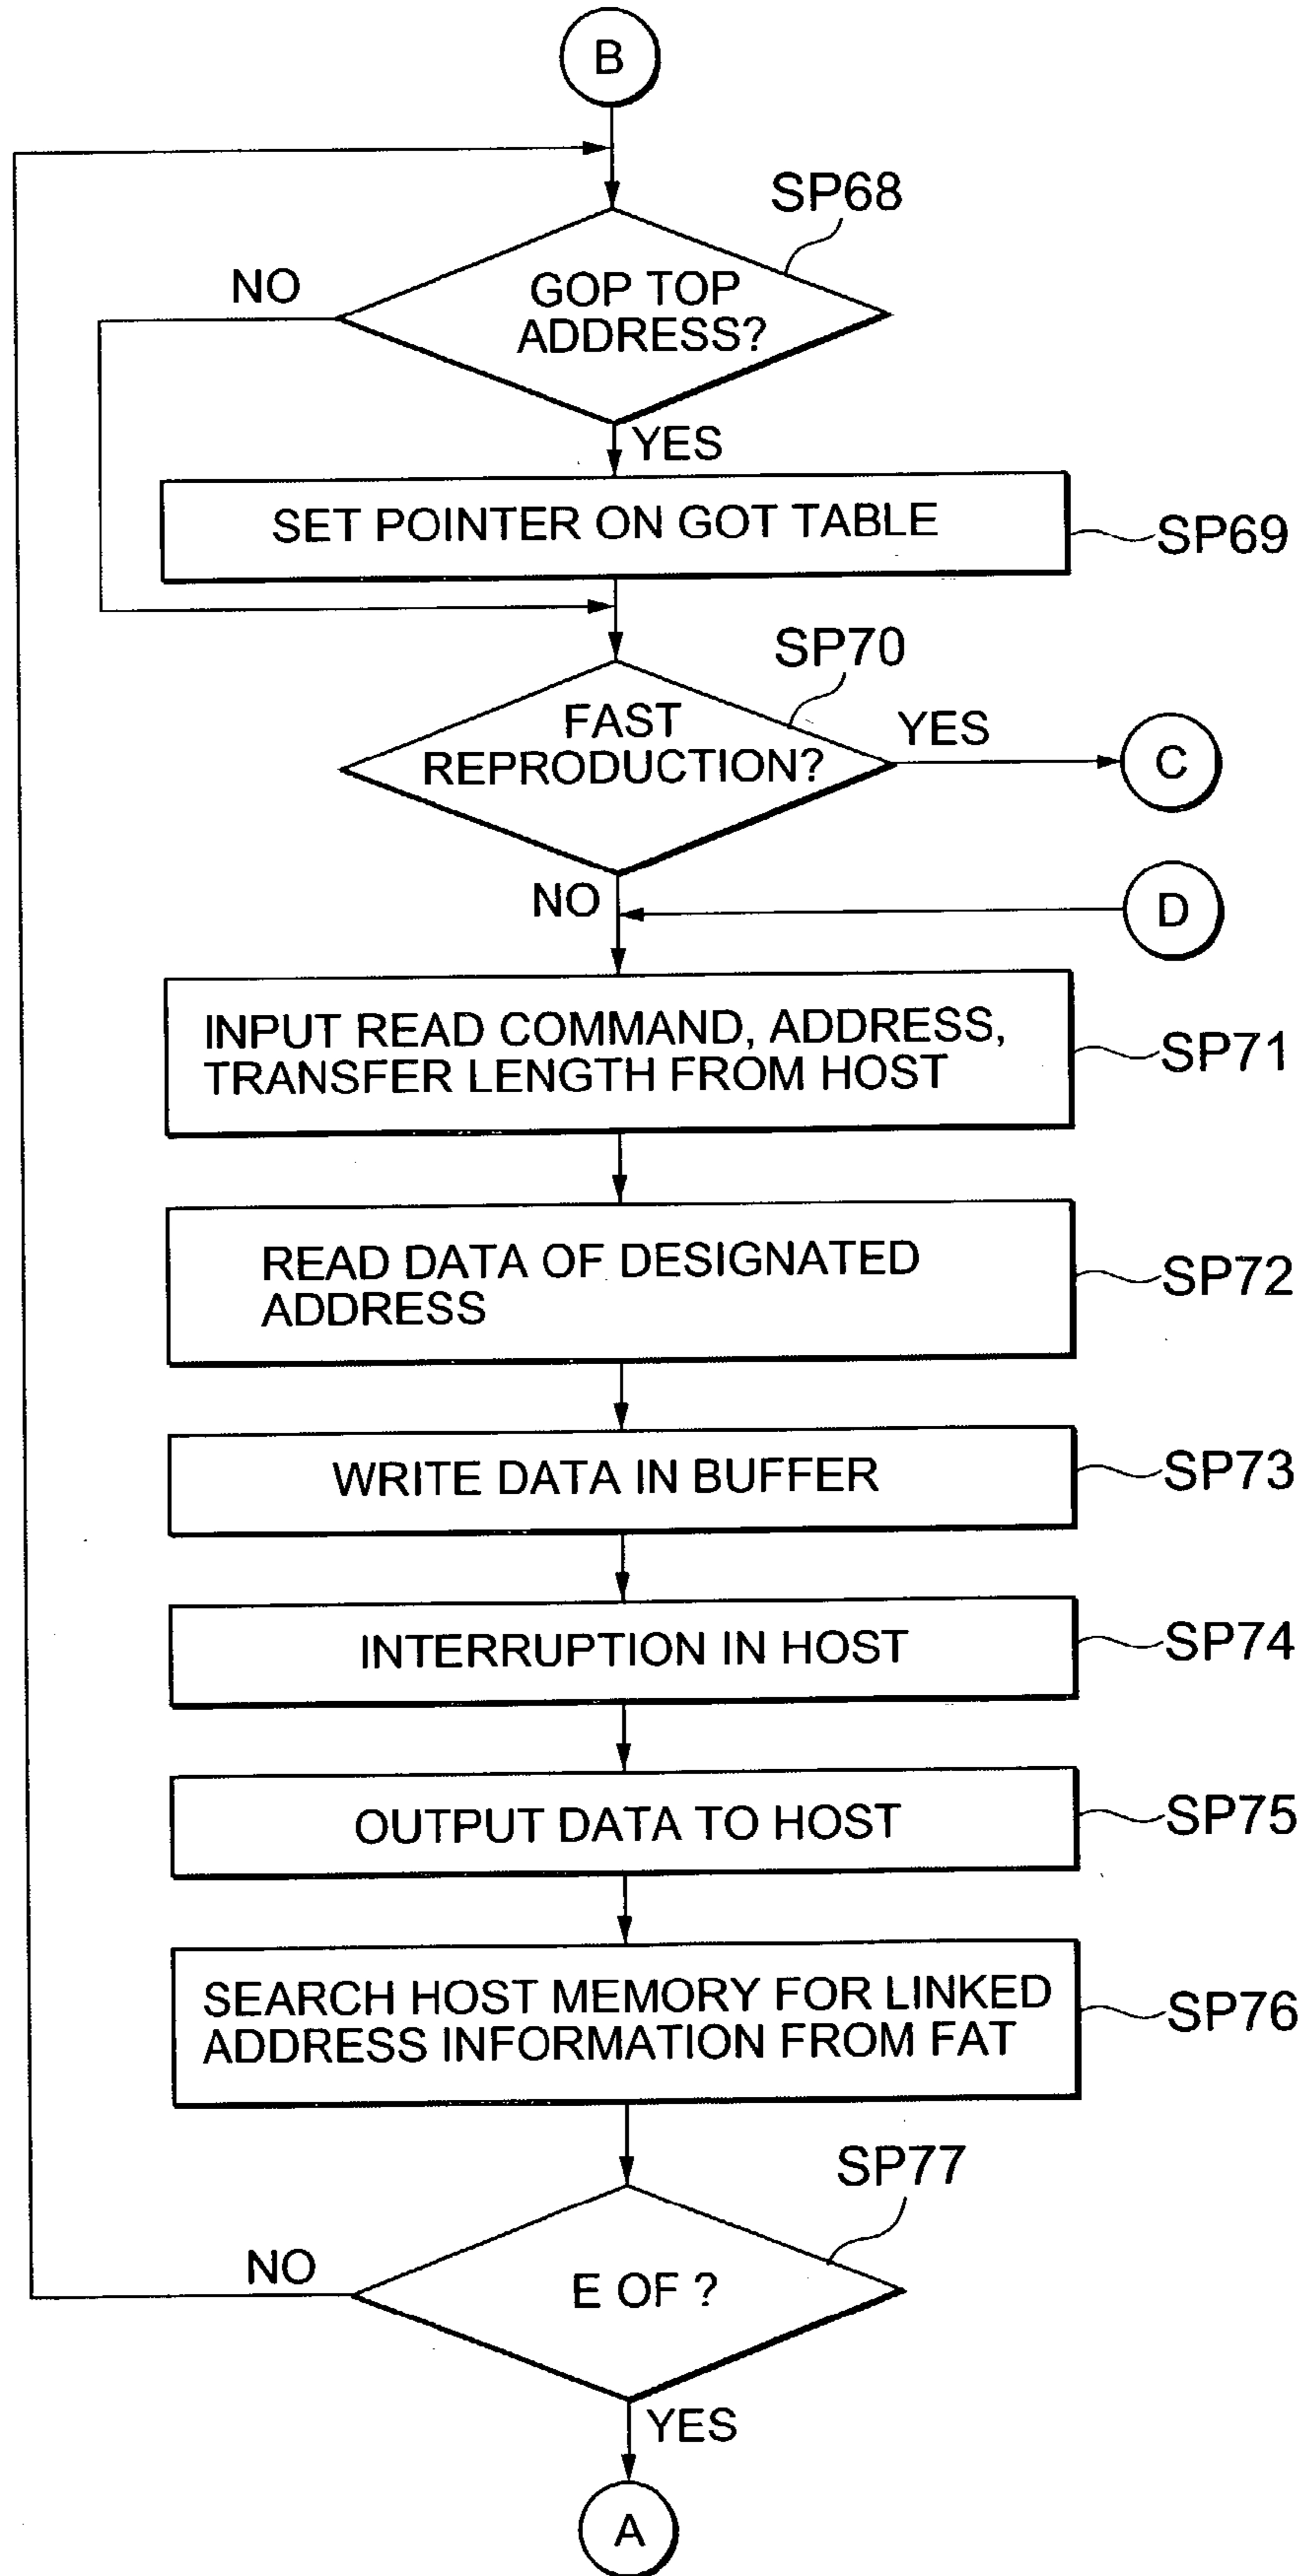 B
SP68
NO
GOP TOP
ADDRESS?
YES
SET POINTER ON GOT TABLE
SP69
SP70
FAST
REPRODUCTION?
YES
C
NO
D
INPUT READ COMMAND, ADDRESS,
TRANSFER LENGTH FROM HOST
SP71
READ DATA OF DESIGNATED
ADDRESS
SP72
WRITE DATA IN BUFFER
SP73
INTERRUPTION IN HOST
SP74
OUTPUT DATA TO HOST
SP75
SEARCH HOST MEMORY FOR LINKED
ADDRESS INFORMATION FROM FAT
SP76
SP77
NO
E OF ?
YES
A